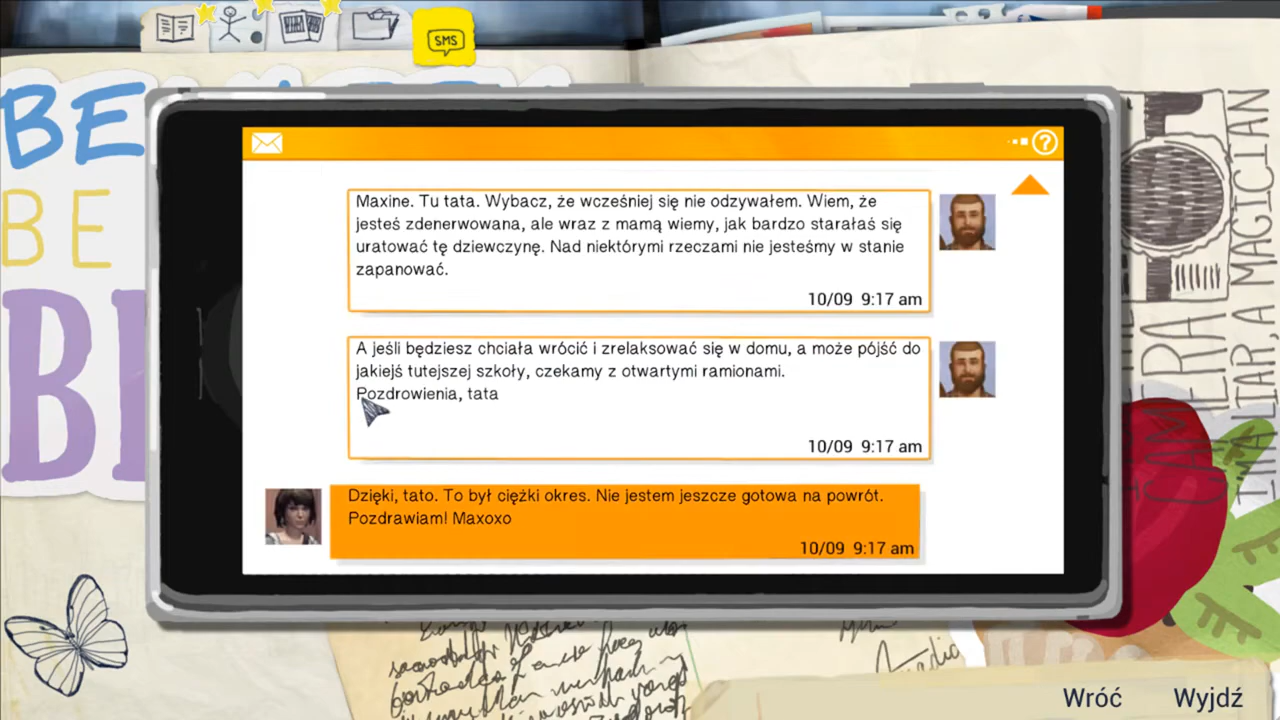 SMS
BE
BE
Maxine. Tu tata. Wybacz, że wcześniej się nie odzywałem. Wiem, że
jesteś zdenerwowana, ale wraz z mamą wiemy, jak bardzo starałaś się
uratować tę dziewczynę. Nad niektórymi rzeczami nie jesteśmy w stanie
zapanować.
10/09 9:17 am
A jeśli będziesz chciała wrócić i zrelaksować się w domu, a może pójść do
jakiejś tutejszej szkoły, czekamy z otwartymi ramionami.
Pozdrowienia, tata
10/09 9:17 am
Dzięki, tato. To był ciężki okres. Nie jestem jeszcze gotowa na powrót.
Pozdrawiam! Maxoxo
10/09 9:17 am
MAGICIAN
Wróć
Wyjdź